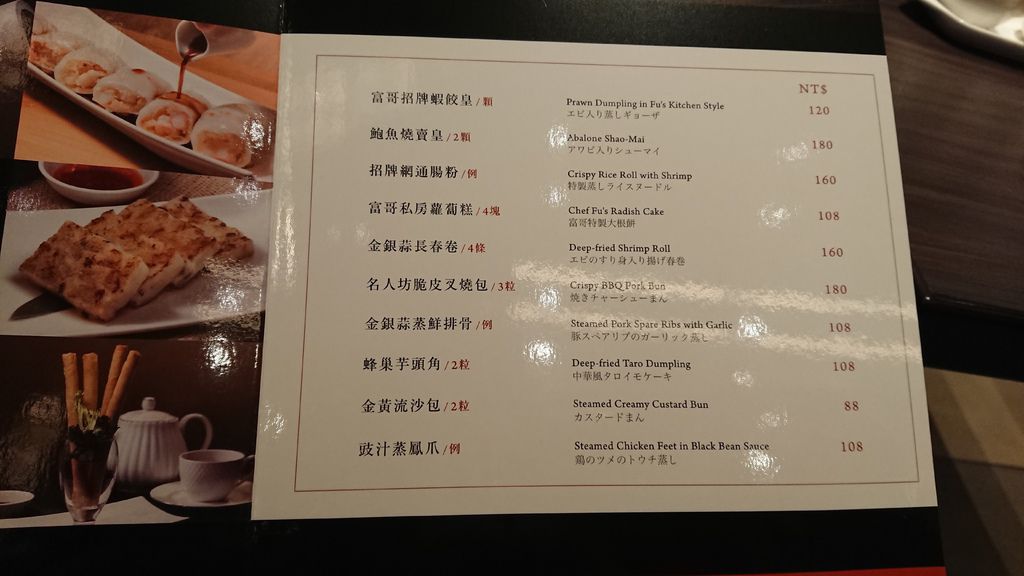 NT$
富哥招牌蝦餃皇/顆 Prawn Dumpling in Fu's Kitchen Style 120
エビ入り蒸しギョーザ
鮑魚燒賣皇/2顆 Abalone Shao-Mai 180
アワビ入りシューマイ
招牌網通腸粉/例 Crispy Rice Roll with Shrimp 160
特製蒸しライスヌードル
富哥私房蘿蔔糕/4塊 Chef Fu's Radish Cake 108
富哥特製大根餅
金銀蒜長春卷/4條 Deep-fried Shrimp Roll 160
エビのすり身入り揚げ春巻
名人坊脆皮叉燒包/3粒 Crispy BBQ Pork Bun 180
焼きチャーシューまん
金銀蒜蒸鮮排骨/例 Steamed Pork Spare Ribs with Garlic 108
豚スペアリブのガーリック蒸し
蜂巢芋頭角/2粒 Deep-fried Taro Dumpling 108
中華風タロイモケーキ
金黃流沙包/2粒 Steamed Creamy Custard Bun 88
カスタードまん
豉汁蒸鳳爪/例 Steamed Chicken Feet in Black Bean Sauce 108
鶏のツメのトウチ蒸し